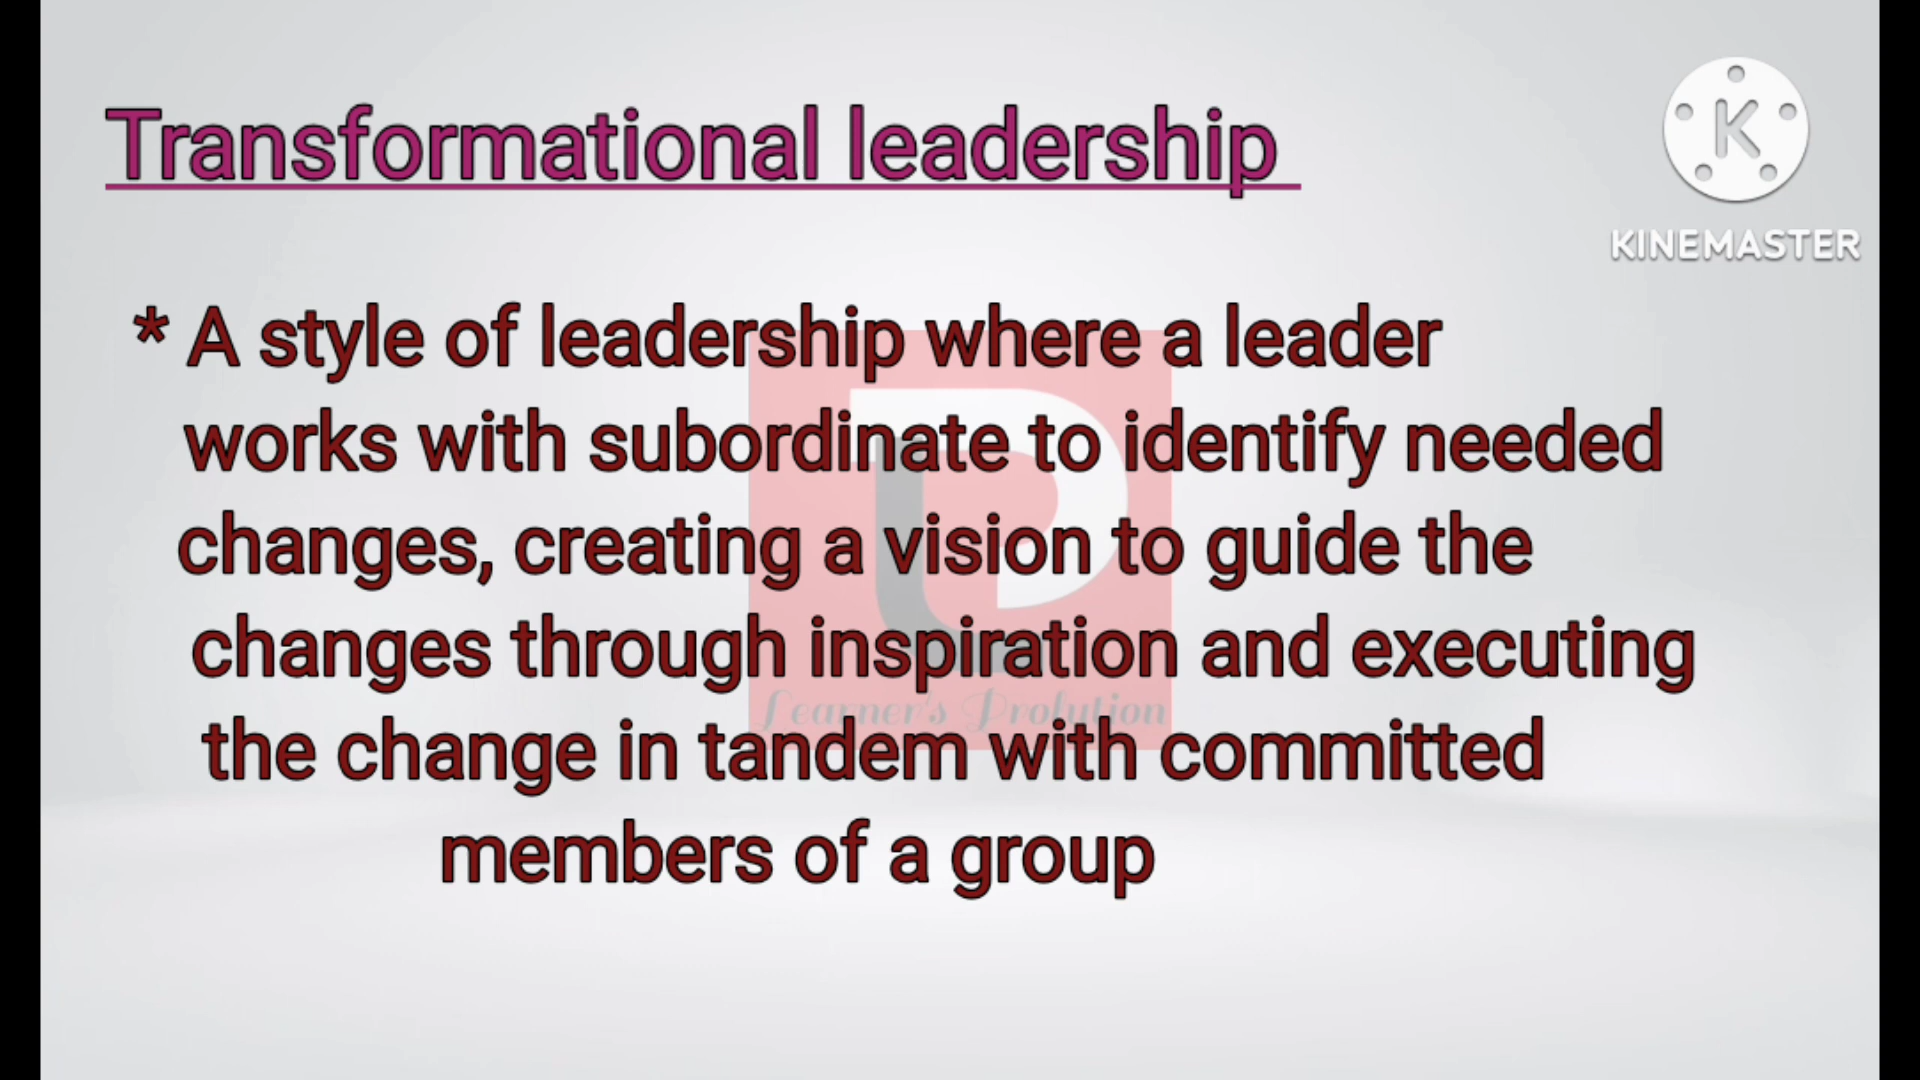 Transformational leadership
K
KINEMASTER
* A style of leadership where a leader
works with subordinate to identify needed
changes, creating a vision to guide the
changes through inspiration and executing
Learner's Profution
the change in tandem with committed
members of a group